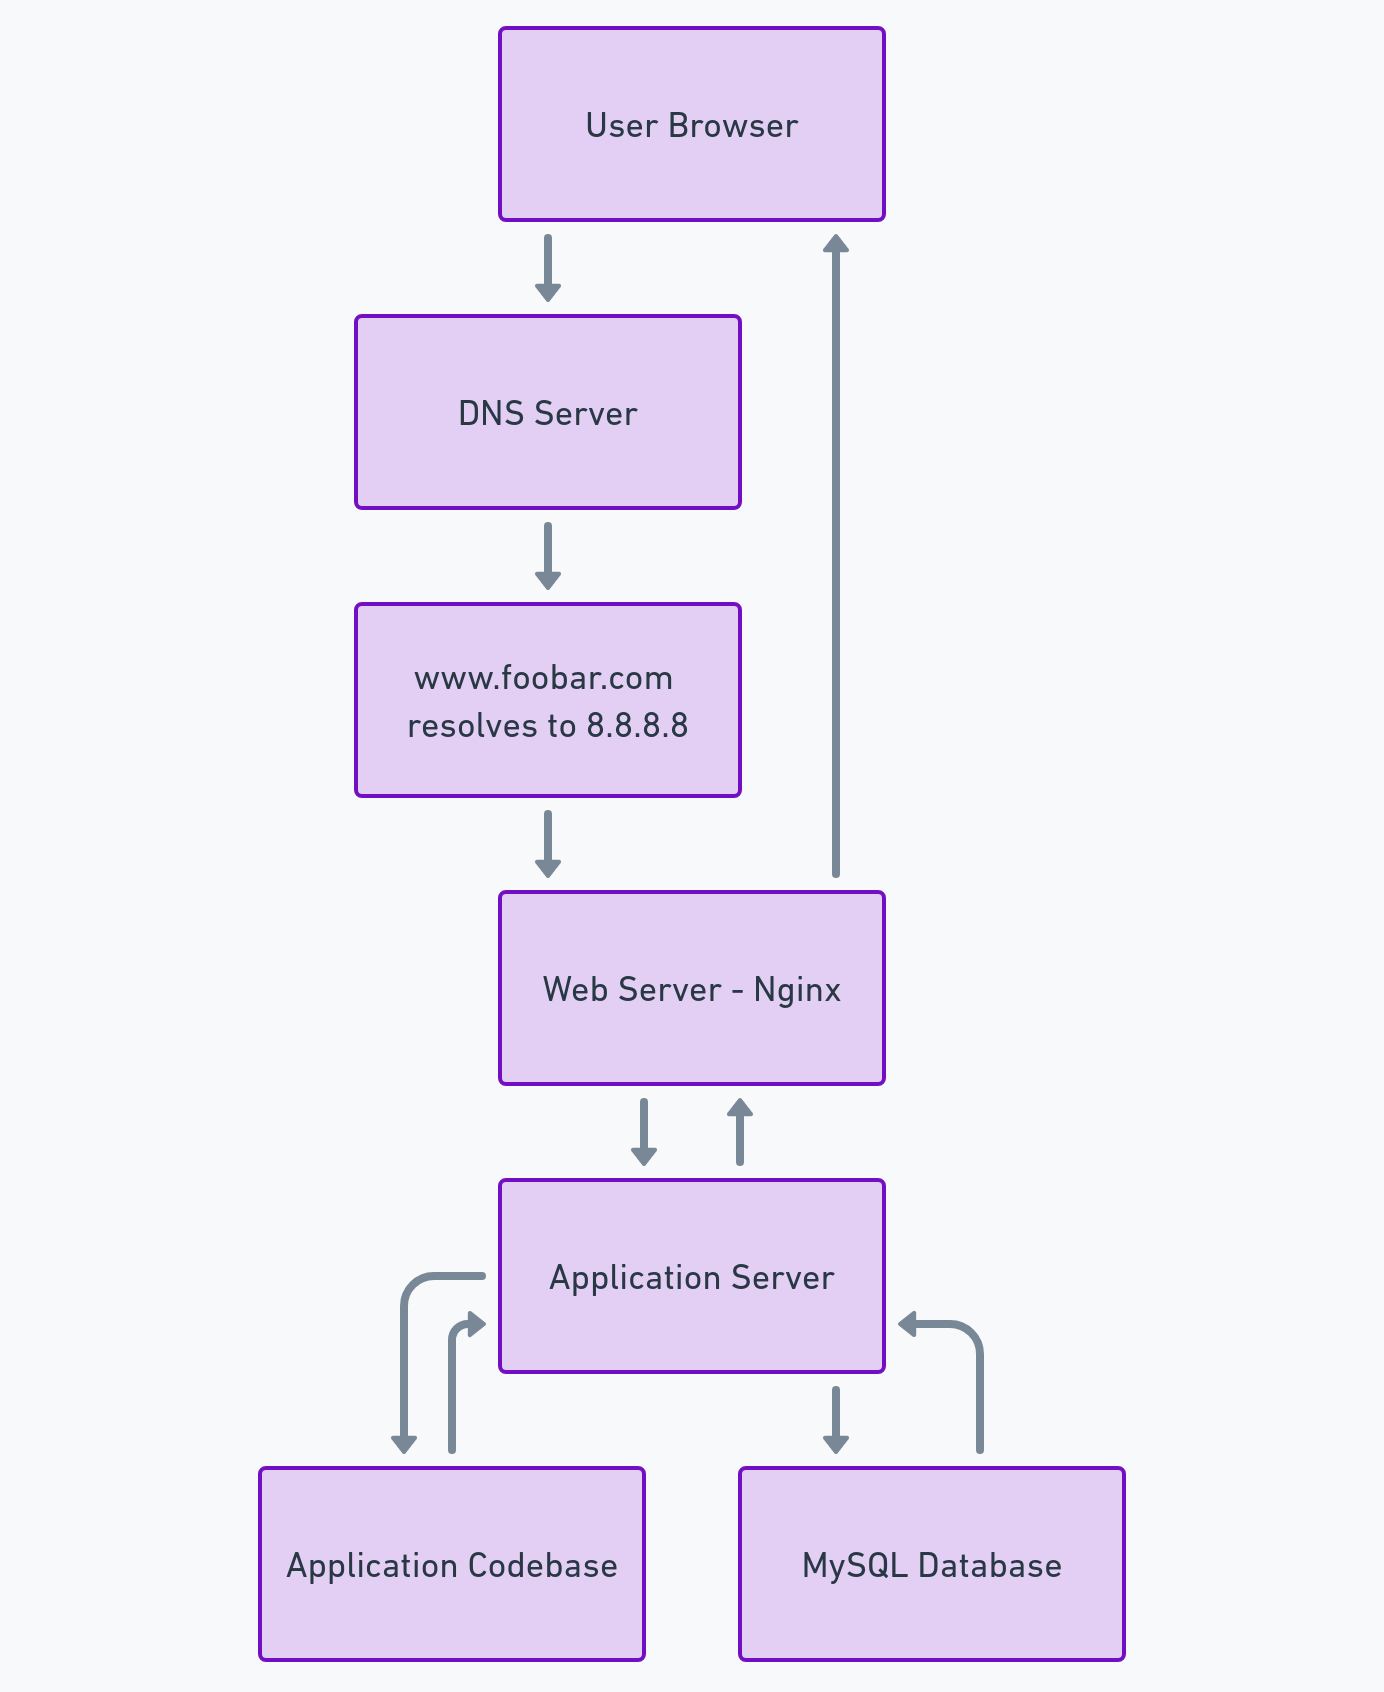 User Browser
DNS Server
www.foobar.com
resolves to 8.8.8.8
Web Server - Nginx
Application Server
Application Codebase
MySQL Database